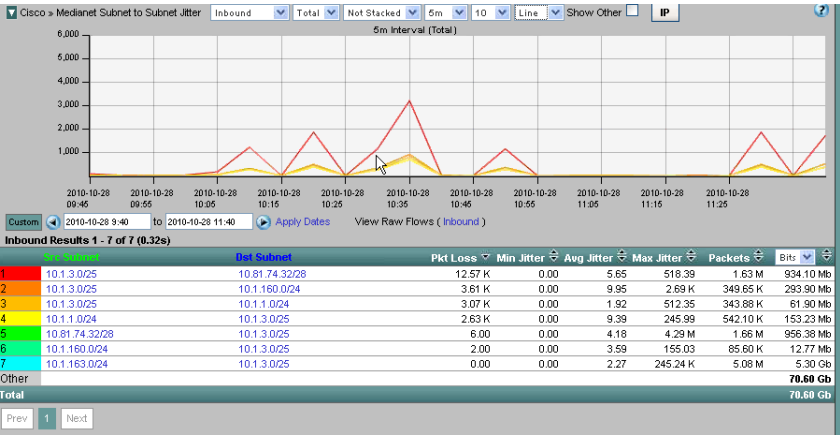 Cisco » Medianet Subnet to Subnet Jitter Inbound Total Not Stacked 5m 10 Line Show Other IP ?
5m Interval (Total)
6,000
5,000
4,000
3,000
2,000
1,000
2010-10-28 2010-10-28 2010-10-28 2010-10-28 2010-10-28 2010-10-28 2010-10-28 2010-10-28 2010-10-28 2010-10-28 2010-10-28
09:45 09:55 10:05 10:15 10:25 10:35 10:45 10:55 11:05 11:15 11:25
Custom 2010-10-28 9:40 to 2010-10-28 11:40 Apply Dates View Raw Flows ( Inbound )
Inbound Results 1 - 7 of 7 (0.32s)
Src Subnet Dst Subnet Pkt Loss Min Jitter Avg Jitter Max Jitter Packets Bits
1 10.1.3.0/25 10.81.74.32/28 12.57 K 0.00 5.65 518.39 1.63 M 934.10 Mb
2 10.1.3.0/25 10.1.160.0/24 3.61 K 0.00 9.95 2.69 K 349.65 K 293.90 Mb
3 10.1.3.0/25 10.1.1.0/24 3.07 K 0.00 1.92 512.35 343.88 K 61.90 Mb
4 10.1.1.0/24 10.1.3.0/25 2.63 K 0.00 9.39 245.99 542.10 K 153.23 Mb
5 10.81.74.32/28 10.1.3.0/25 6.00 0.00 4.18 4.29 M 1.66 M 956.38 Mb
6 10.1.160.0/24 10.1.3.0/25 2.00 0.00 3.59 155.03 85.60 K 12.77 Mb
7 10.1.163.0/24 10.1.3.0/25 0.00 0.00 2.27 245.24 K 5.08 M 5.30 Gb
Other 70.60 Gb
Total 70.60 Gb
Prev 1 Next